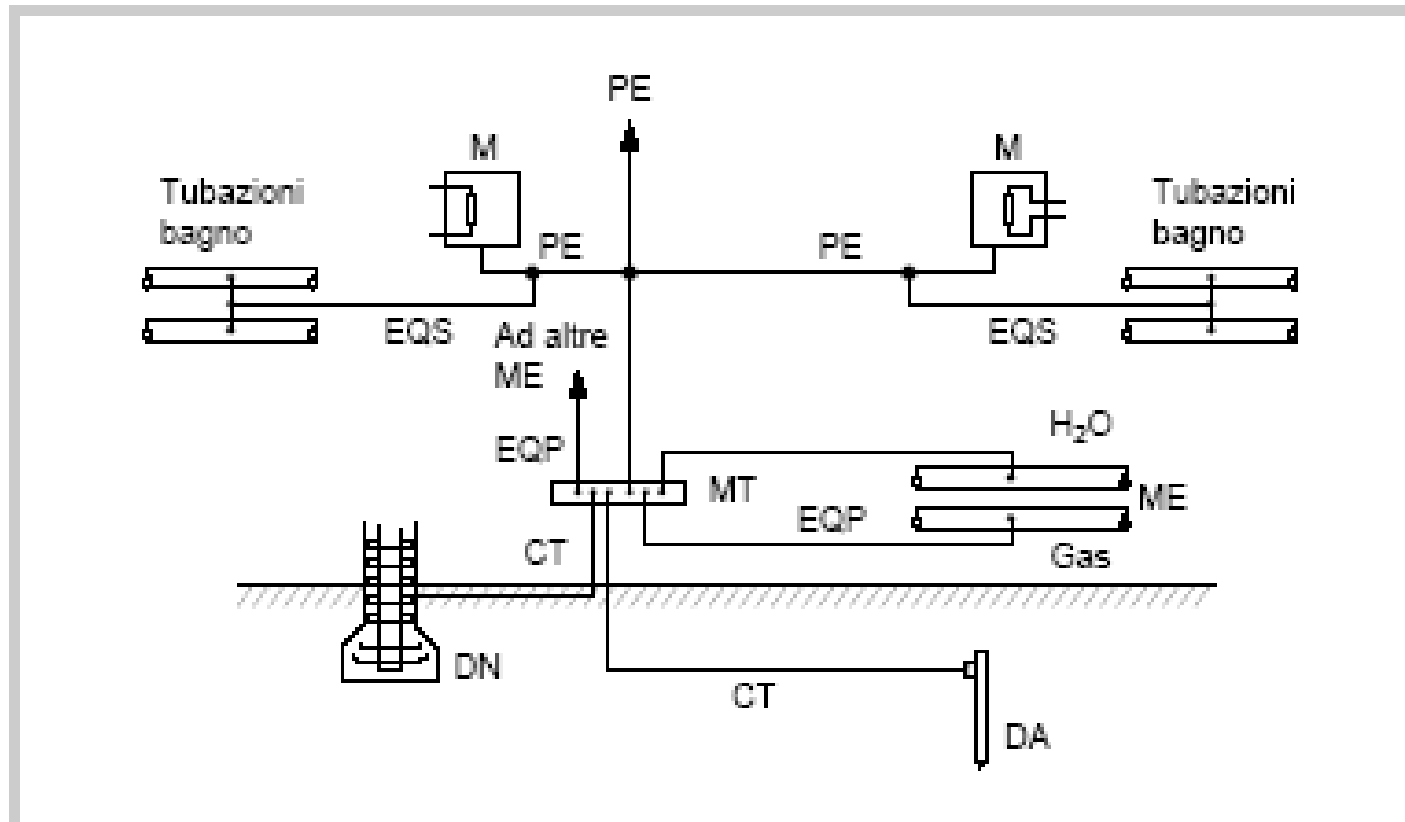 PE
M
M
Tubazioni
bagno
Tubazioni
bagno
PE
PE
EQS
Ad altre
ME
EQS
EQP
H₂O
MT
ME
EQP
CT
Gas
DN
CT
DA